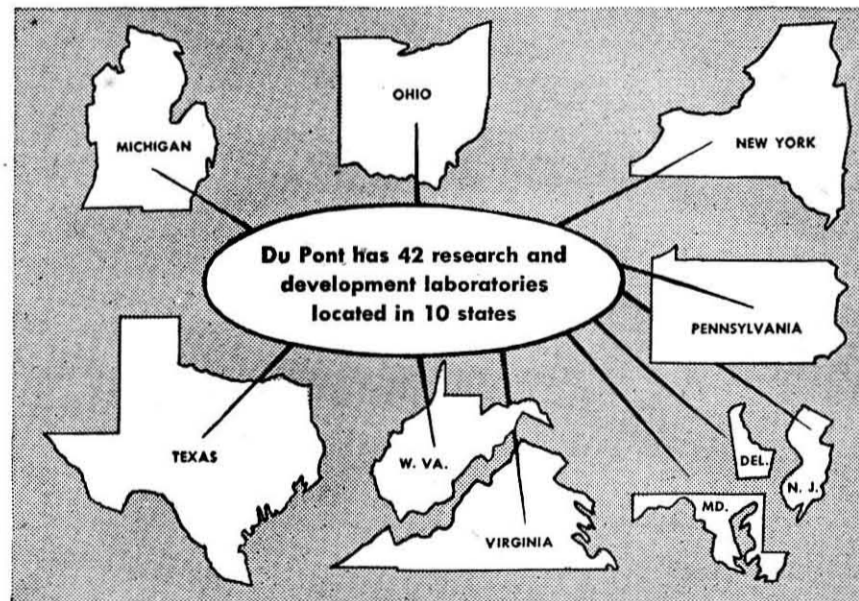 MICHIGAN
OHIO
NEW YORK
Du Pont has 42 research and
development laboratories
located in 10 states
PENNSYLVANIA
TEXAS
W. VA.
VIRGINIA
DEL.
N. J.
MD.